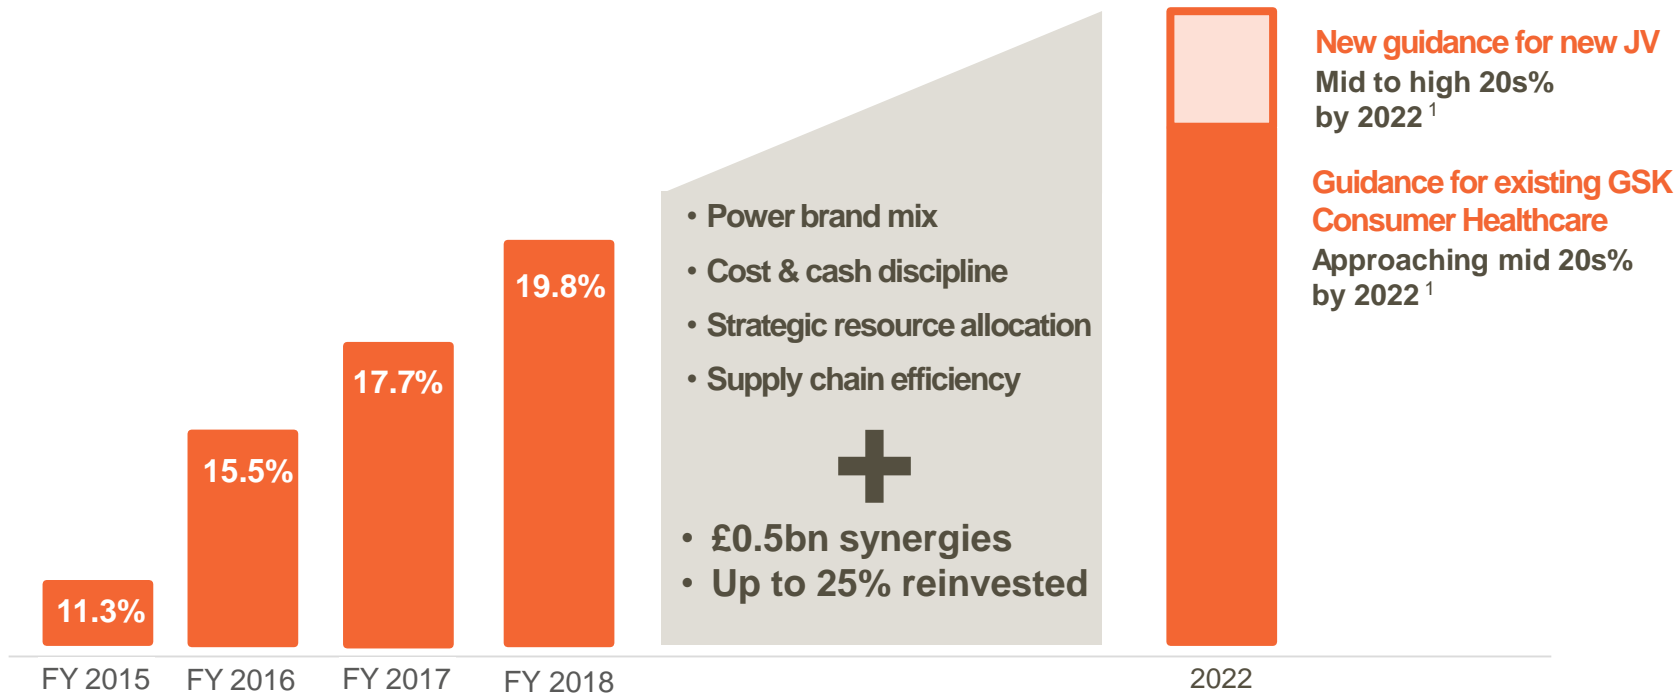 11.3%
15.5%
17.7%
19.8%
• Power brand mix
• Cost & cash discipline
• Strategic resource allocation
• Supply chain efficiency
+
• £0.5bn synergies
• Up to 25% reinvested
New guidance for new JV
Mid to high 20s%
by 2022 1
Guidance for existing GSK
Consumer Healthcare
Approaching mid 20s%
by 2022 1
FY 2015
FY 2016
FY 2017
FY 2018
2022